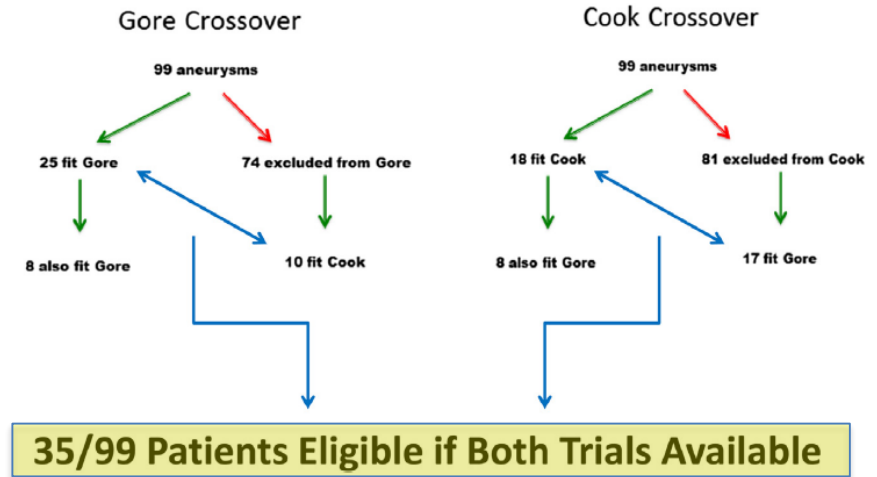 Gore Crossover
99 aneurysms
25 fit Gore
74 excluded from Gore
8 also fit Gore
10 fit Cook
Cook Crossover
99 aneurysms
18 fit Cook
81 excluded from Cook
8 also fit Gore
17 fit Gore
35/99 Patients Eligible if Both Trials Available